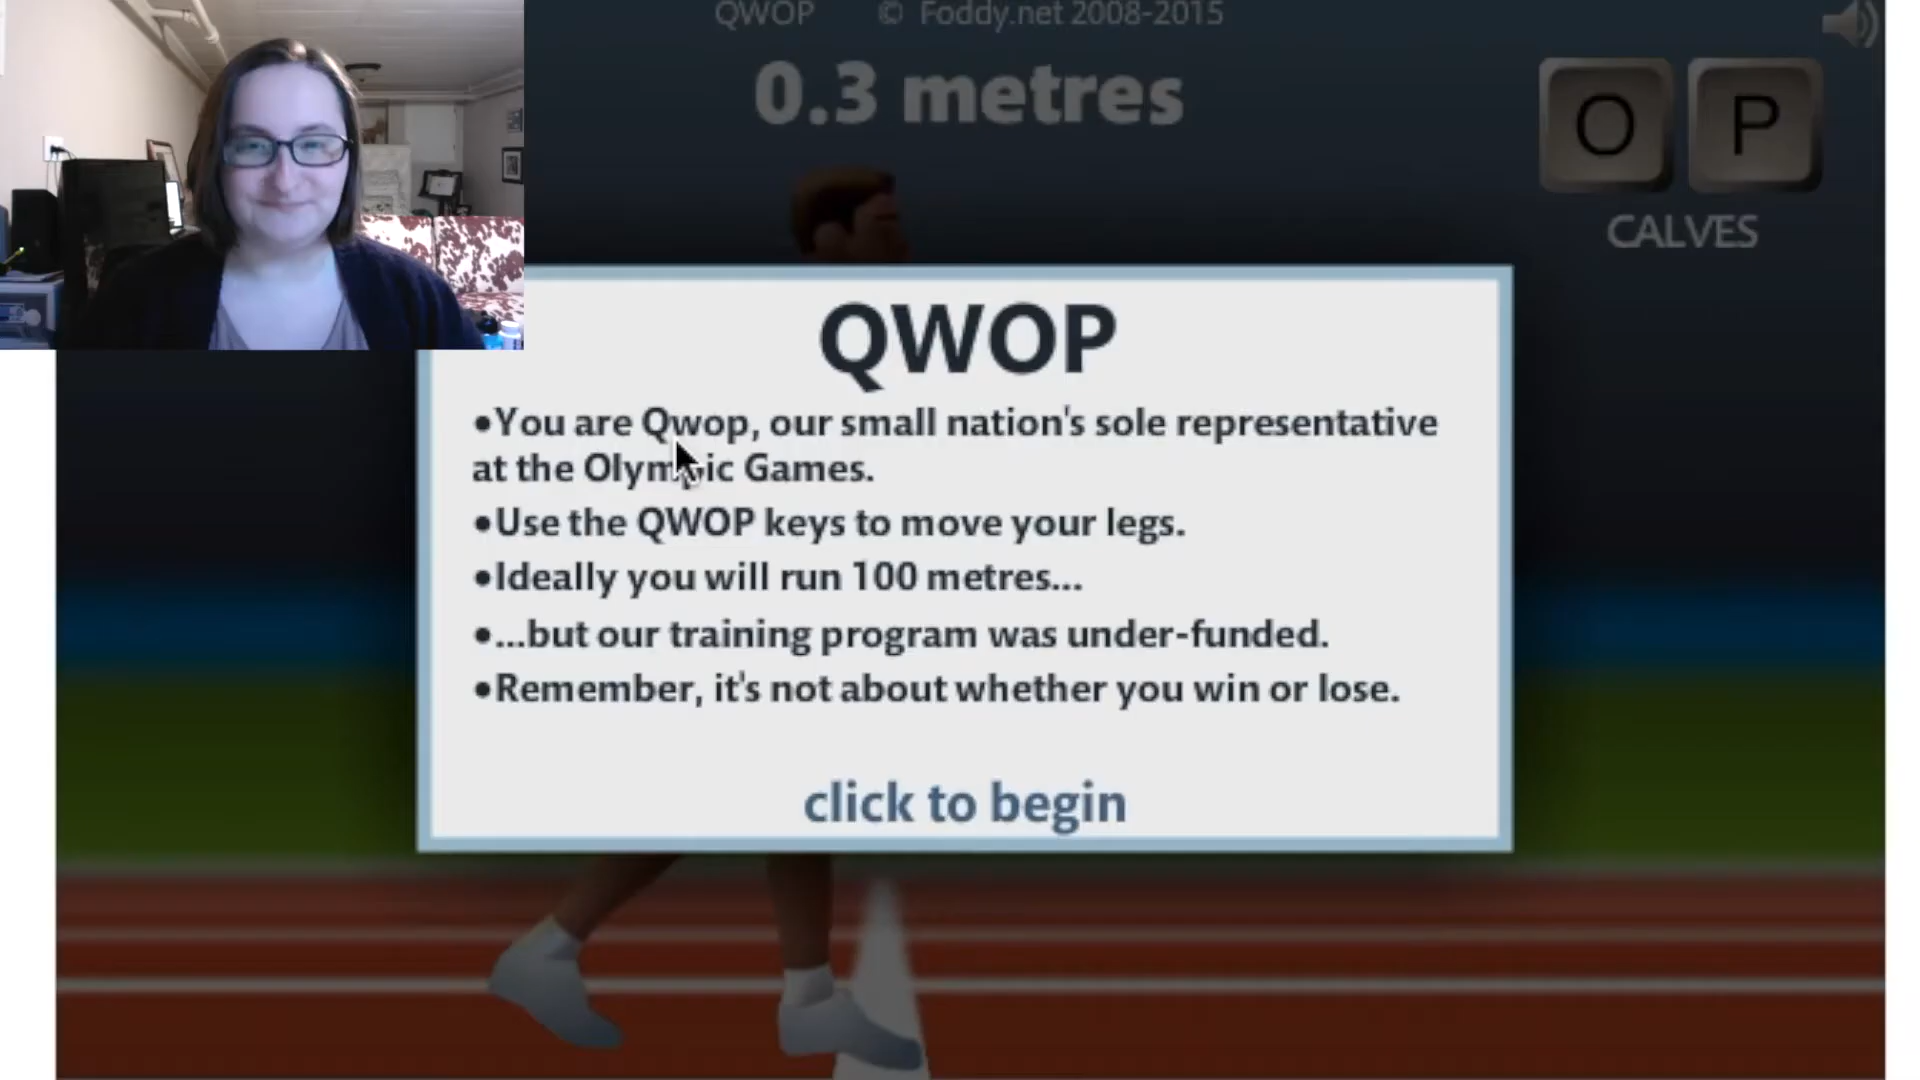 QWOP © Foddy.net 2008-2015
0.3 metres
O P
CALVES
QWOP
•You are Qwop, our small nation's sole representative
at the Olympic Games.
•Use the QWOP keys to move your legs.
•Ideally you will run 100 metres...
•...but our training program was under-funded.
•Remember, it's not about whether you win or lose.
click to begin